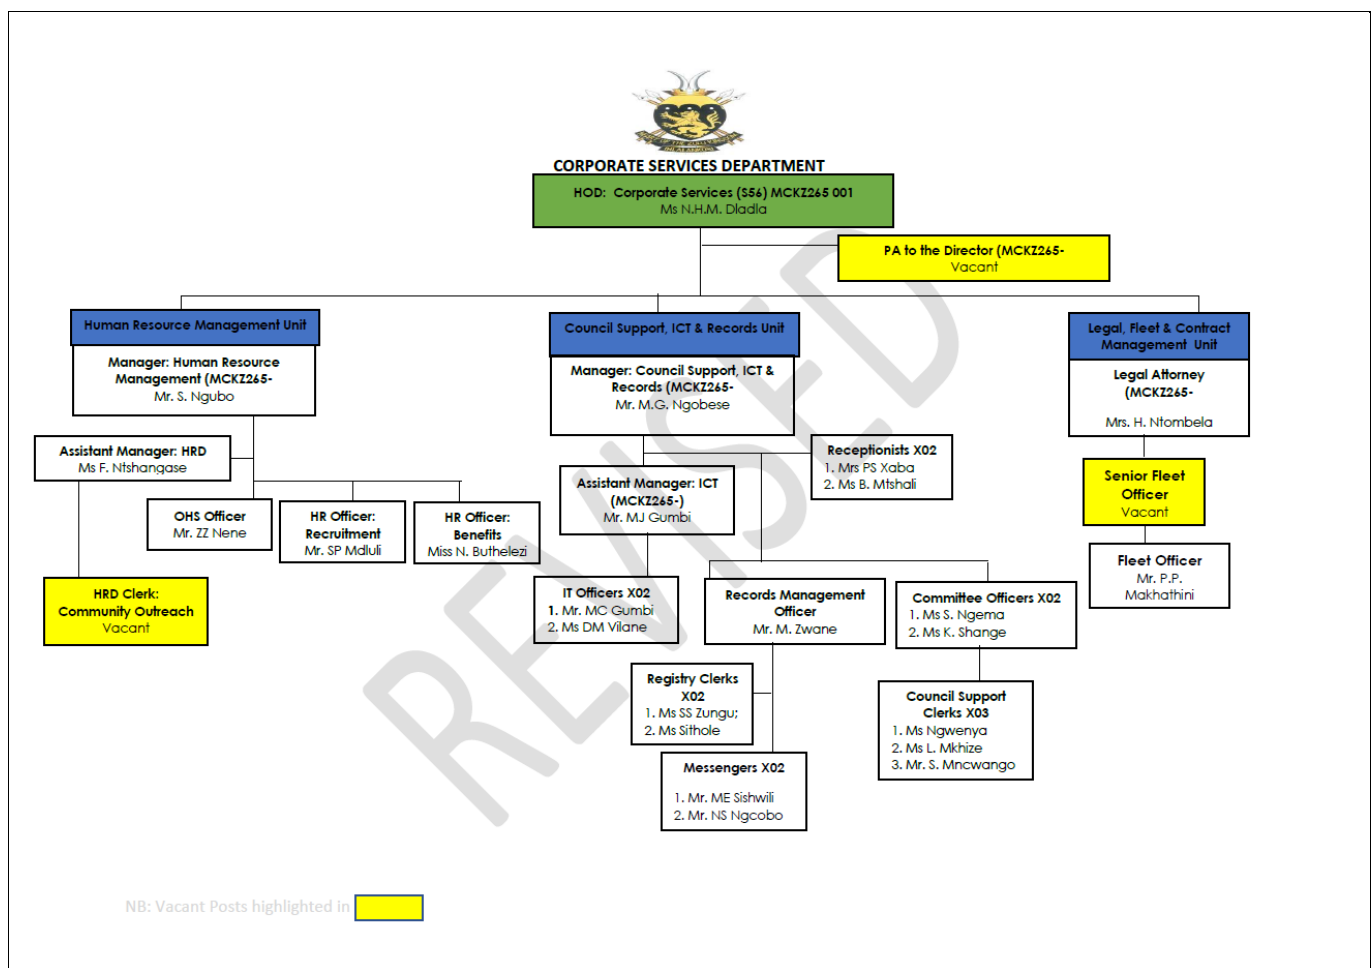 CORPORATE SERVICES DEPARTMENT
HOD: Corporate Services (S56) MCKZ265 001
Ms N.H.M. Dladla
PA to the Director (MCKZ265-
Vacant
Human Resource Management Unit
Manager: Human Resource
Management (MCKZ265-
Mr. S. Ngubo
Assistant Manager: HRD
Ms F. Ntshangase
OHS Officer
Mr. ZZ Nene
HR Officer:
Recruitment
Mr. SP Mdluli
HR Officer:
Benefits
Miss N. Buthelezi
HRD Clerk:
Community Outreach
Vacant
Council Support, ICT & Records Unit
Manager: Council Support, ICT &
Records (MCKZ265-
Mr. M.G. Ngobese
Receptionists X02
1. Mrs PS Xaba
2. Ms B. Mtshali
Assistant Manager: ICT
(MCKZ265-)
Mr. MJ Gumbi
IT Officers X02
1. Mr. MC Gumbi
2. Ms DM Vilane
Records Management
Officer
Mr. M. Zwane
Committee Officers X02
1. Ms S. Ngema
2. Ms K. Shange
Registry Clerks
X02
1. Ms SS Zungu;
2. Ms Sithole
Messengers X02
1. Mr. ME Sishwili
2. Mr. NS Ngcobo
Council Support
Clerks X03
1. Ms Ngwenya
2. Ms L. Mkhize
3. Mr. S. Mncwango
Legal, Fleet & Contract
Management Unit
Legal Attorney
(MCKZ265-
Mrs. H. Ntombela
Senior Fleet
Officer
Vacant
Fleet Officer
Mr. P.P.
Makhathini
REVISED
NB: Vacant Posts highlighted in